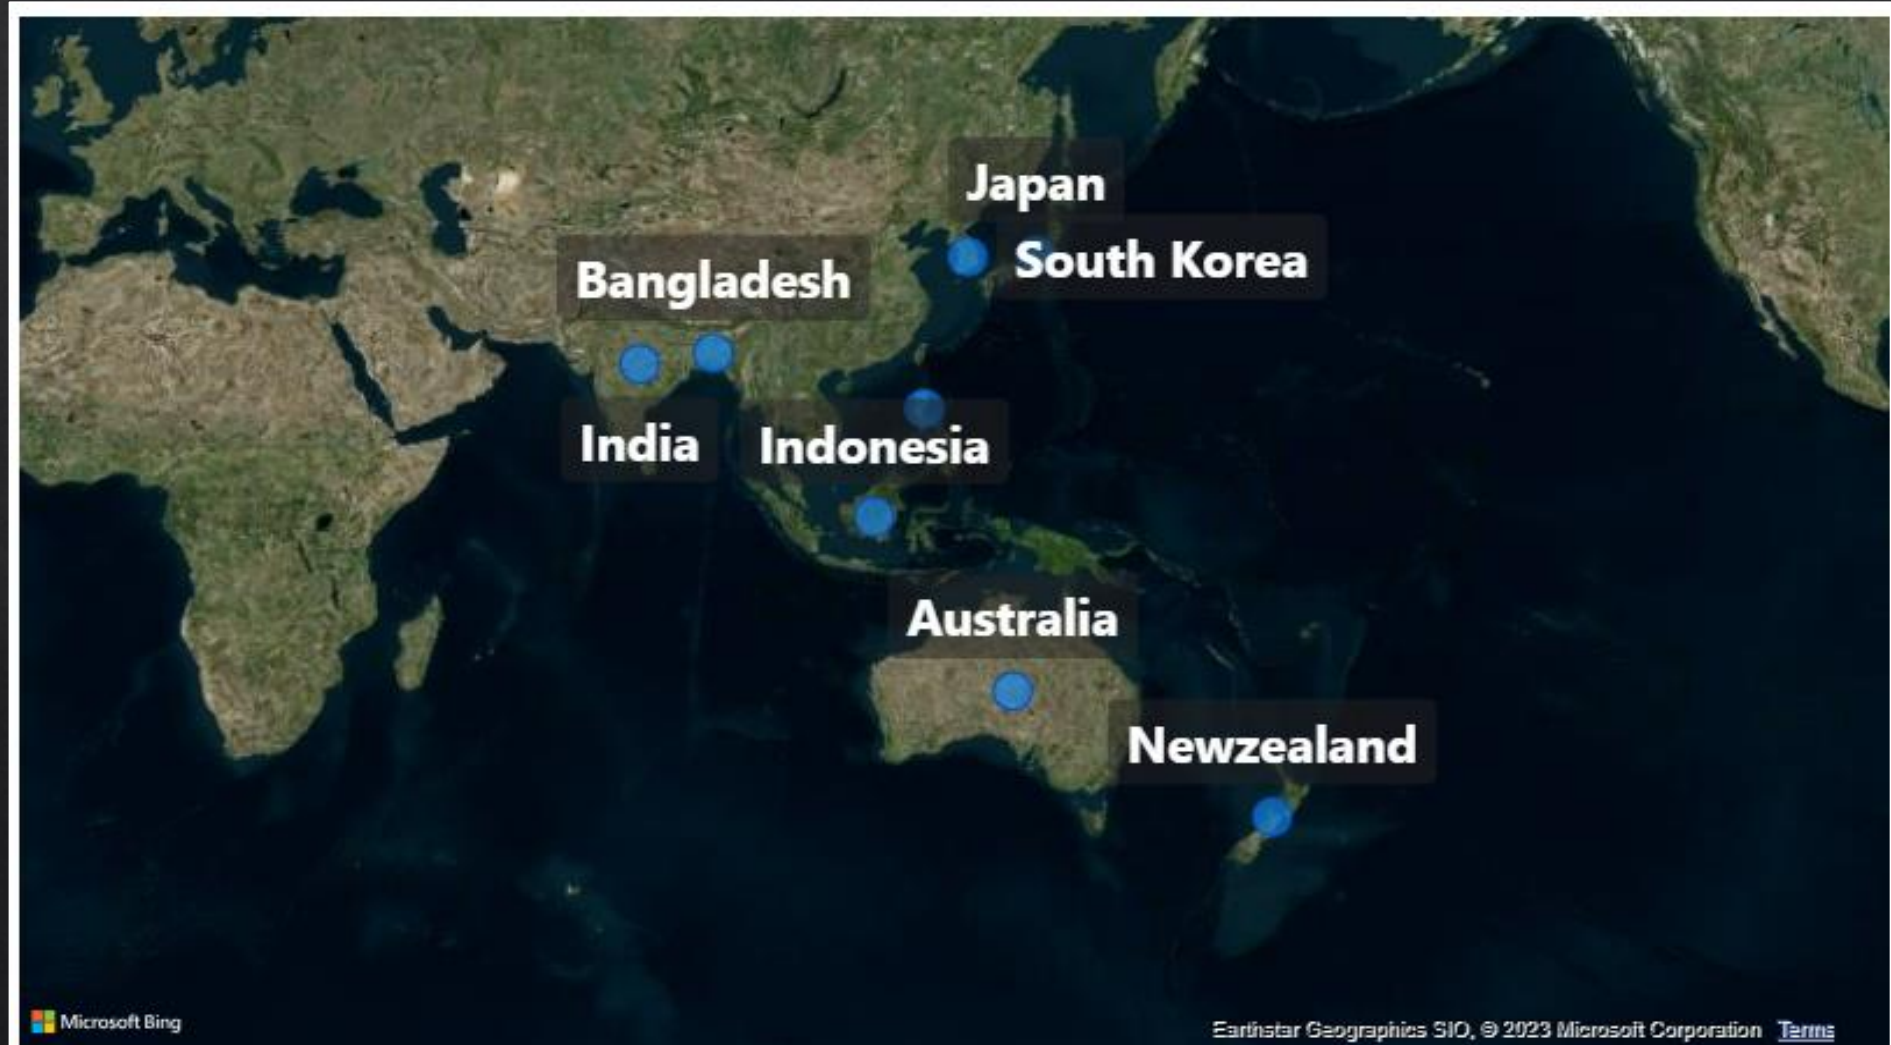 Japan
South Korea
Bangladesh
India
Indonesia
Australia
Newzealand
Microsoft Bing
Earthstar Geographics SIO, © 2023 Microsoft Corporation Terms